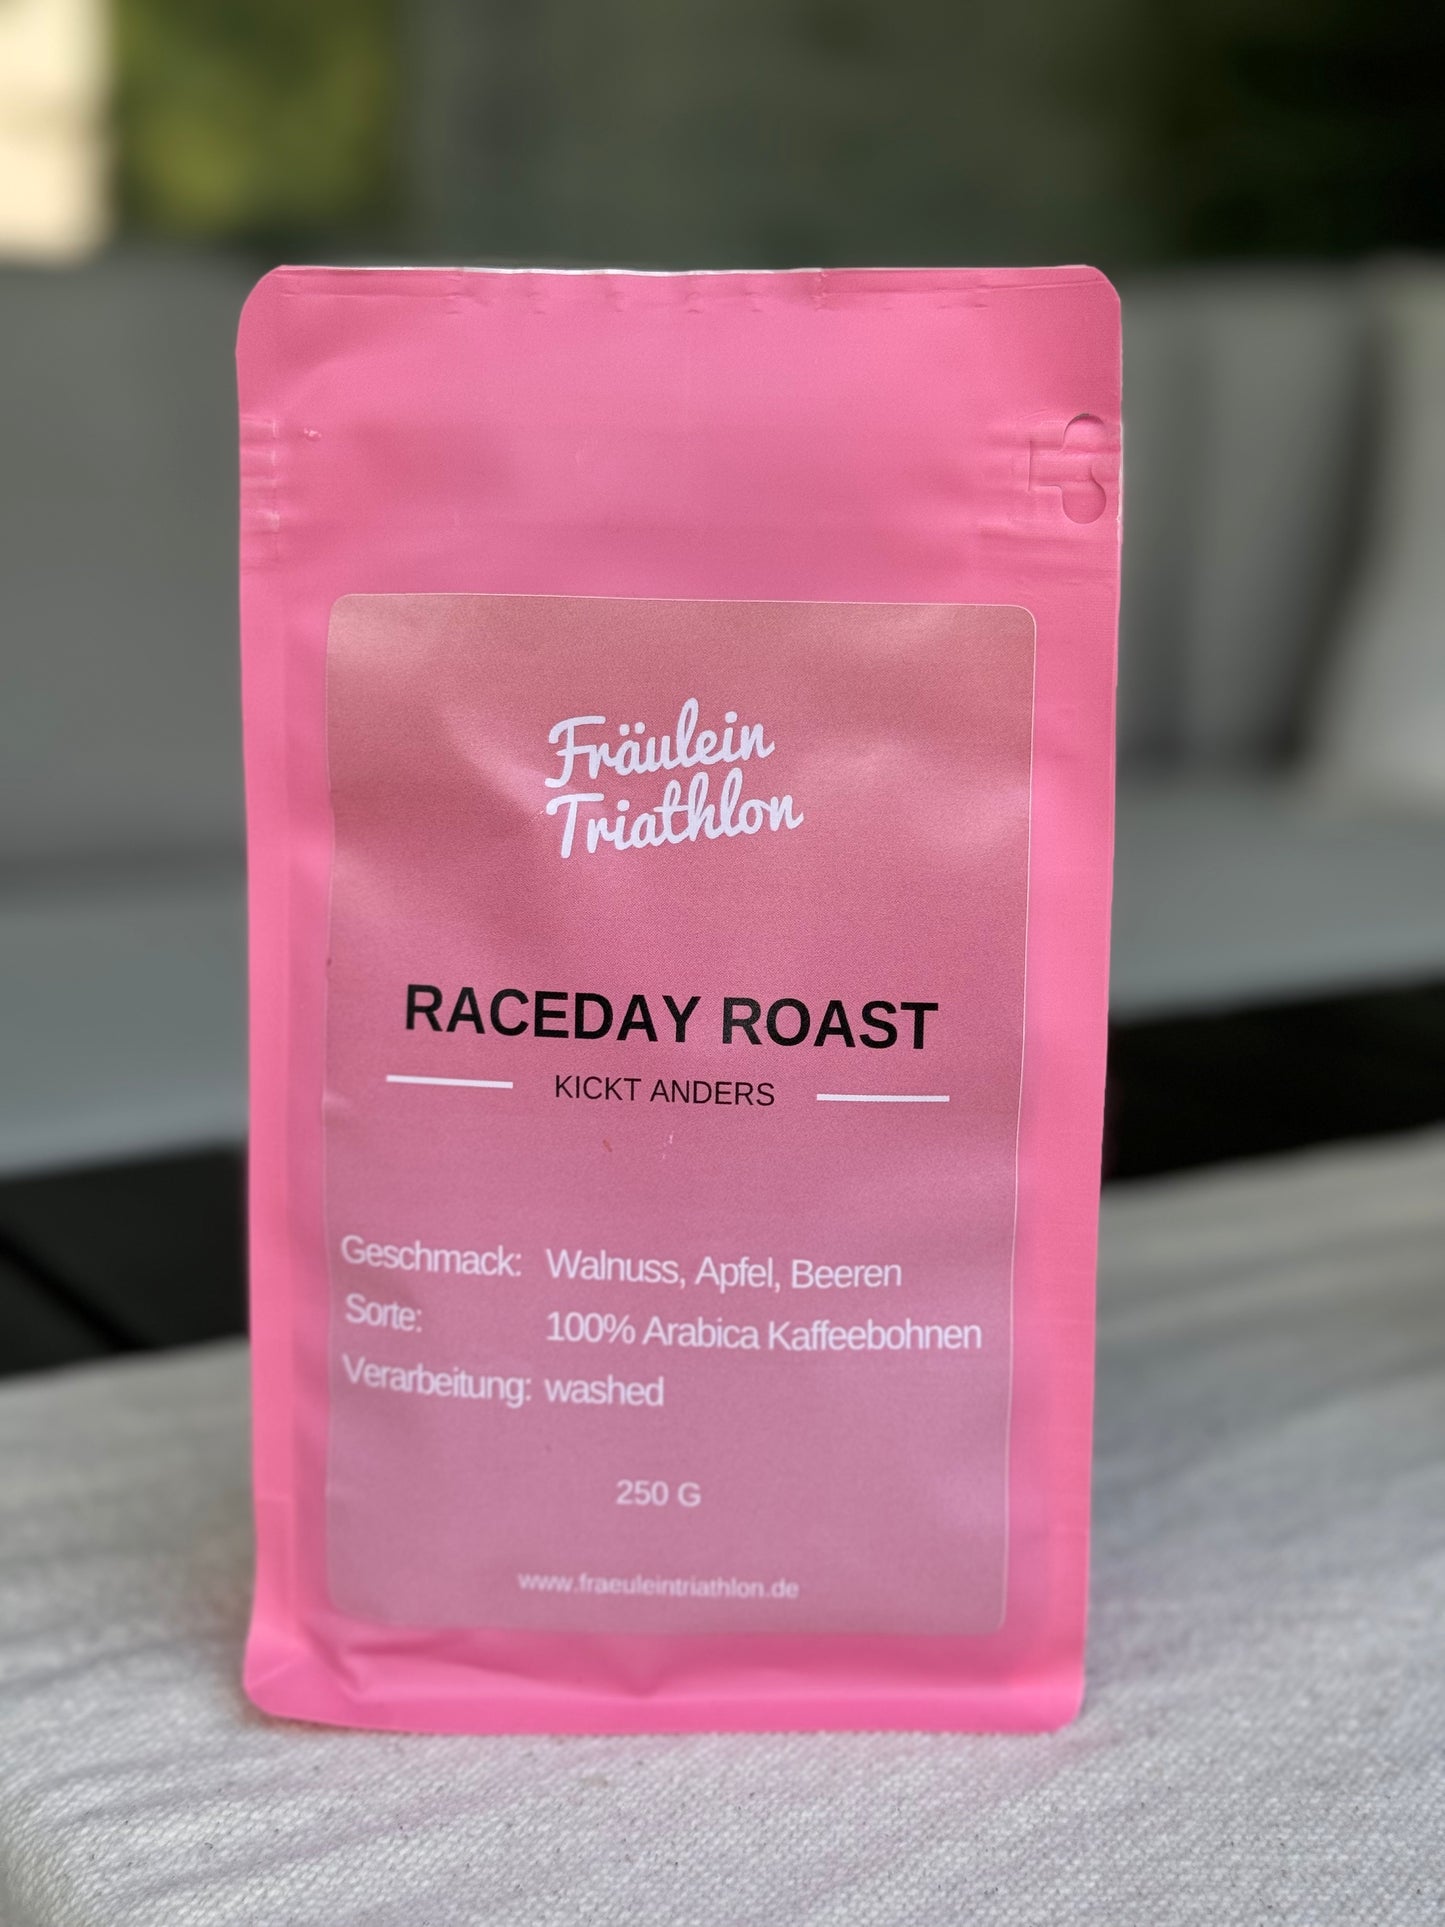 Fräulein
Triathlon
RACEDAY ROAST
KICKT ANDERS
Geschmack: Walnuss, Apfel, Beeren
Sorte: 100% Arabica Kaffeebohnen
Verarbeitung: washed
250 G
www.fraeuleintriathlon.de